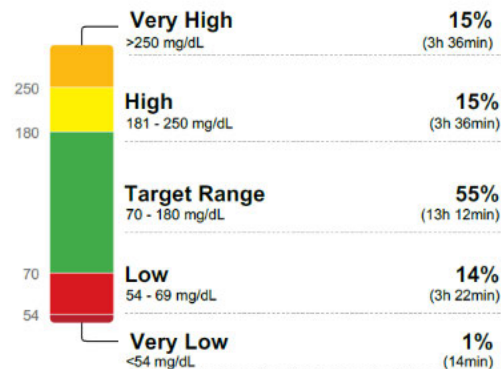 Very High 15%
>250 mg/dL (3h 36min)
250
High 15%
181 - 250 mg/dL (3h 36min)
180
Target Range 55%
70 - 180 mg/dL (13h 12min)
70
Low 14%
54 - 69 mg/dL (3h 22min)
54
Very Low 1%
<54 mg/dL (14min)